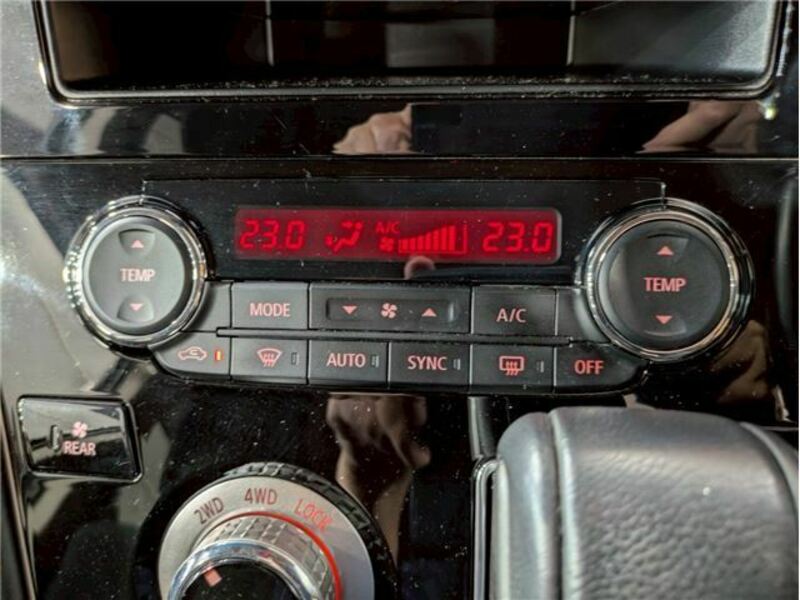 23.0 A/C 23.0
TEMP
TEMP
MODE
A/C
AUTO
SYNC
OFF
REAR
2WD 4WD LOCK